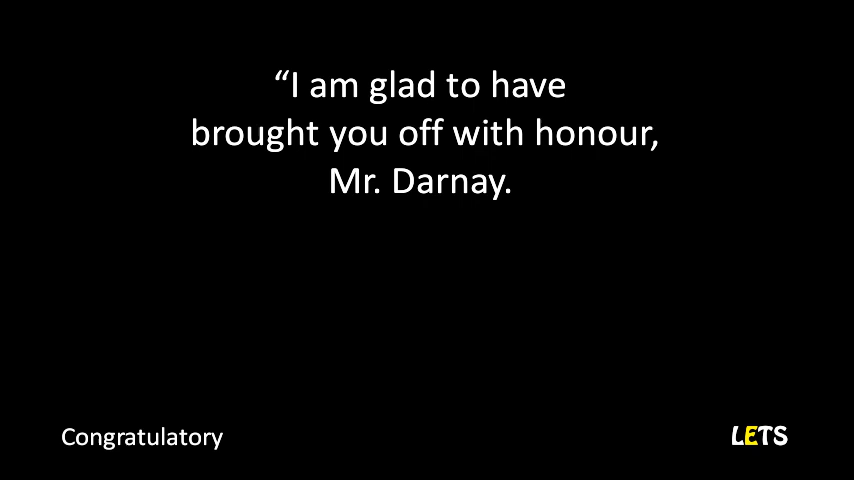 “I am glad to have
brought you off with honour,
Mr. Darnay.
Congratulatory
LETS